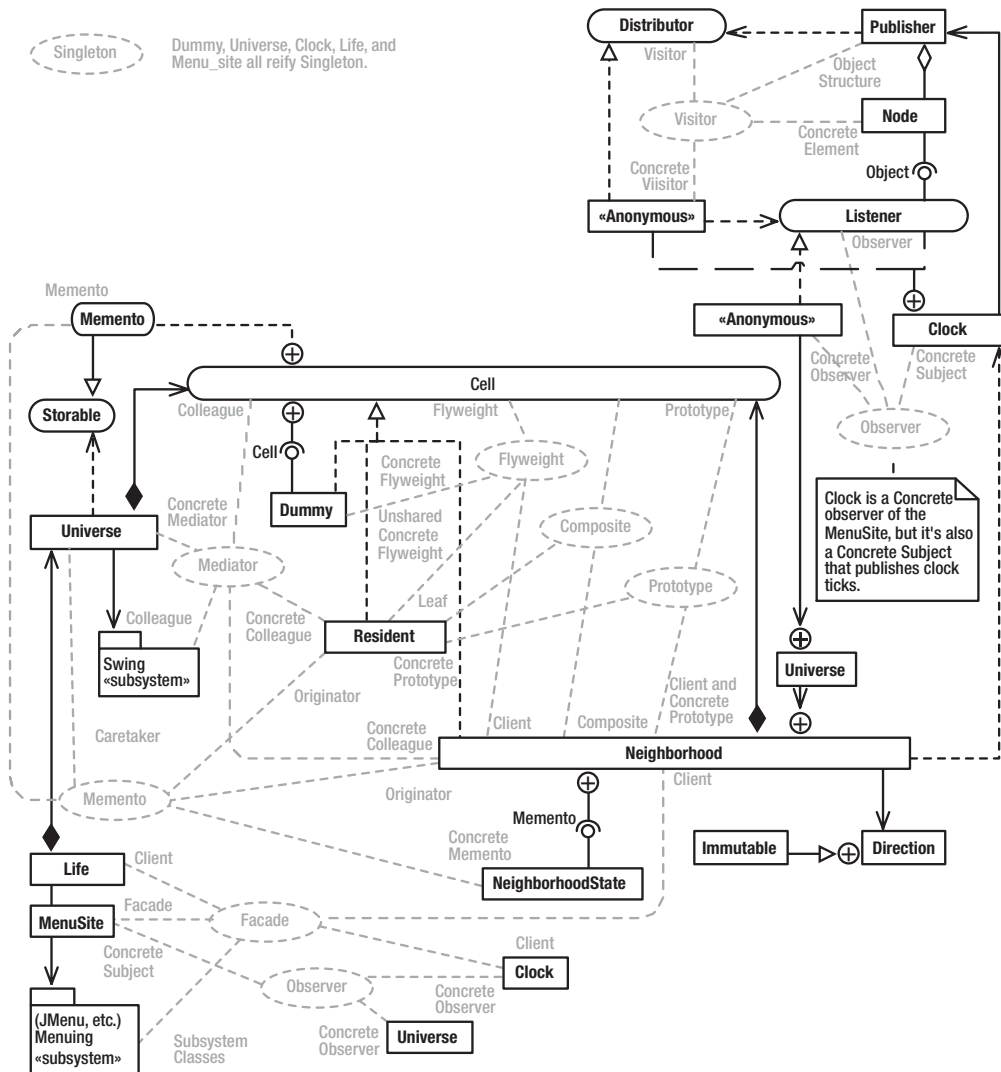 Singleton
Dummy, Universe, Clock, Life, and
Menu_site all reify Singleton.
Distributor
Visitor
Publisher
Object
Structure
Visitor
Node
Concrete
Element
Concrete
Viisitor
Object
«Anonymous»
Listener
Observer
Memento
Memento
«Anonymous»
Clock
Concrete
Observer
Concrete
Subject
Cell
Colleague
Flyweight
Prototype
Storable
Observer
Cell
Concrete
Flyweight
Flyweight
Dummy
Unshared
Concrete
Flyweight
Composite
Clock is a Concrete
observer of the
MenuSite, but it's also
a Concrete Subject
that publishes clock
ticks.
Universe
Concrete
Mediator
Mediator
Prototype
Colleague
Concrete
Colleague
Leaf
Resident
Swing
«subsystem»
Concrete
Prototype
Universe
Originator
Client and
Concrete
Prototype
Client
Composite
Caretaker
Concrete
Colleague
Neighborhood
Client
Memento
Originator
Memento
Concrete
Memento
NeighborhoodState
Immutable
Direction
Life
Client
Facade
MenuSite
Facade
Concrete
Subject
Client
Clock
Observer
Concrete
Observer
(JMenu, etc.)
Menuing
«subsystem»
Subsystem
Classes
Concrete
Observer
Universe